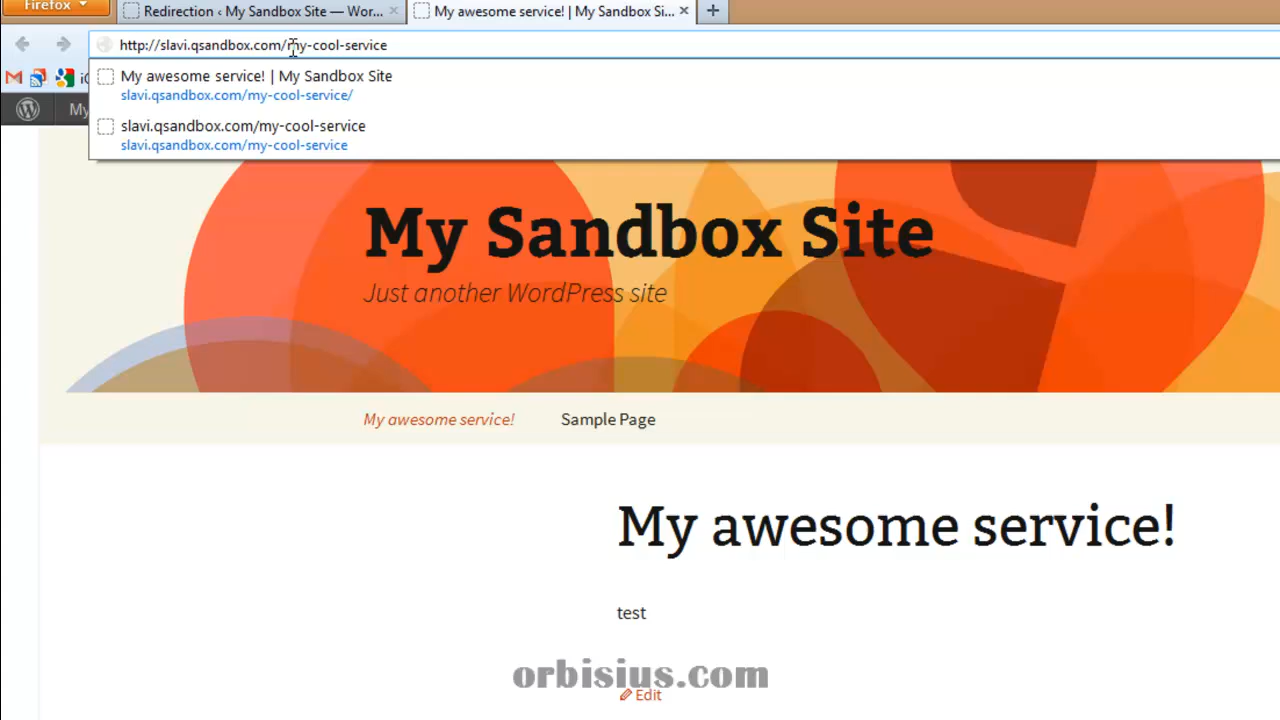 Firefox
Redirection ‹ My Sandbox Site — Wor...
My awesome service! | My Sandbox Si...
http://slavi.qsandbox.com/my-cool-service
My awesome service! | My Sandbox Site
slavi.qsandbox.com/my-cool-service/
slavi.qsandbox.com/my-cool-service
slavi.qsandbox.com/my-cool-service
My
My Sandbox Site
Just another WordPress site
My awesome service!
Sample Page
My awesome service!
test
orbisius.com
Edit